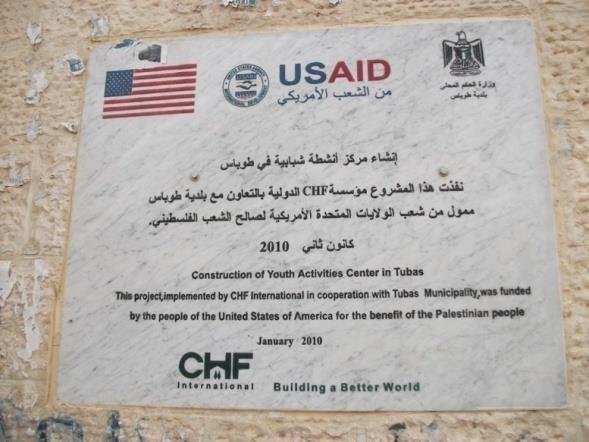 USAID
من الشعب الأمريكي
وزارة الحكم المحلي
بلدية طوباس
إنشاء مركز أنشطة شبابية في طوباس
نفذت هذا المشروع مؤسسة CHF الدولية بالتعاون مع بلدية طوباس
ممول من شعب الولايات المتحدة الأمريكية لصالح الشعب الفلسطيني.
كانون ثاني 2010
Construction of Youth Activities Center in Tubas
This project,implemented by CHF International in cooperation with Tubas Municipality,was funded
by the people of the United States of America for the benefit of the Palestinian people
January 2010
CHF
International
Building a Better World